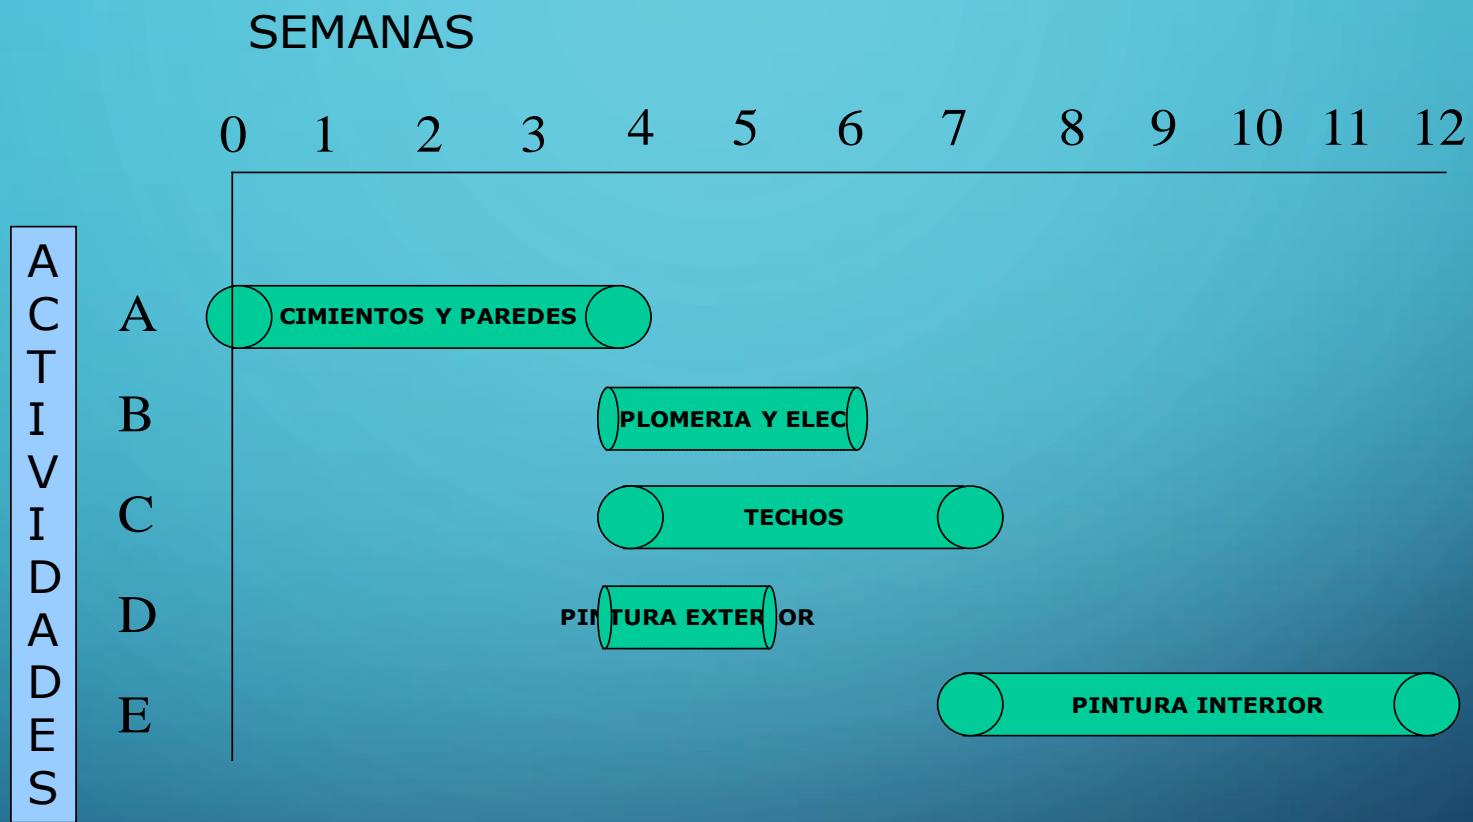 SEMANAS
0 1 2 3 4 5 6 7 8 9 10 11 12
ACTIVIDADES
A CIMIENTOS Y PAREDES
B PLOMERIA Y ELEC
C TECHOS
D PINTURA EXTERIOR
E PINTURA INTERIOR